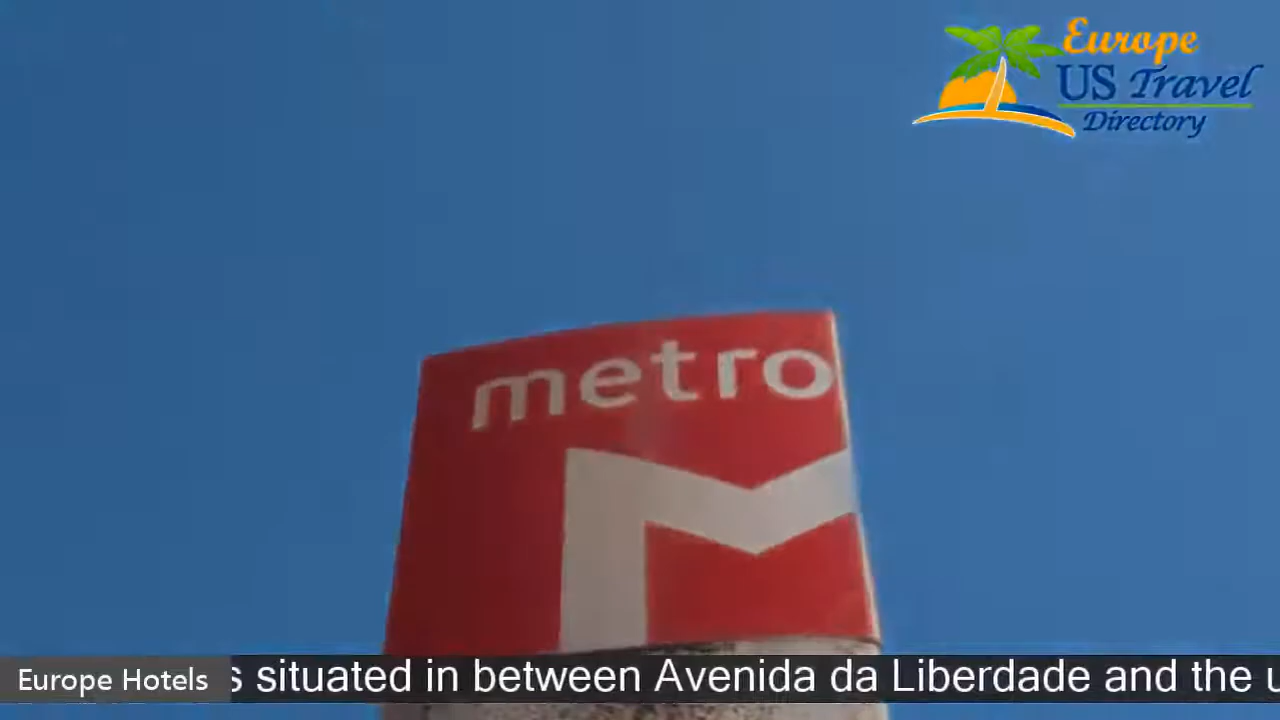 Europe
US Travel
Directory
metro
M
Europe Hotels
s situated in between Avenida da Liberdade and the u